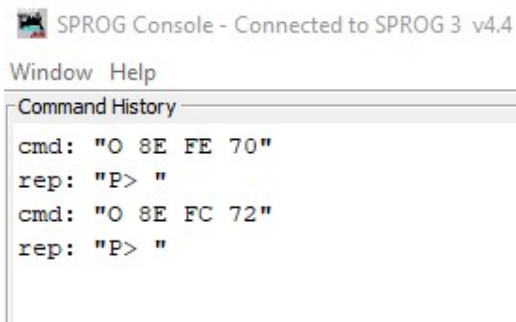 SPROG Console - Connected to SPROG 3 v4.4
Window Help
Command History
cmd: "O 8E FE 70"
rep: "P> "
cmd: "O 8E FC 72"
rep: "P> "